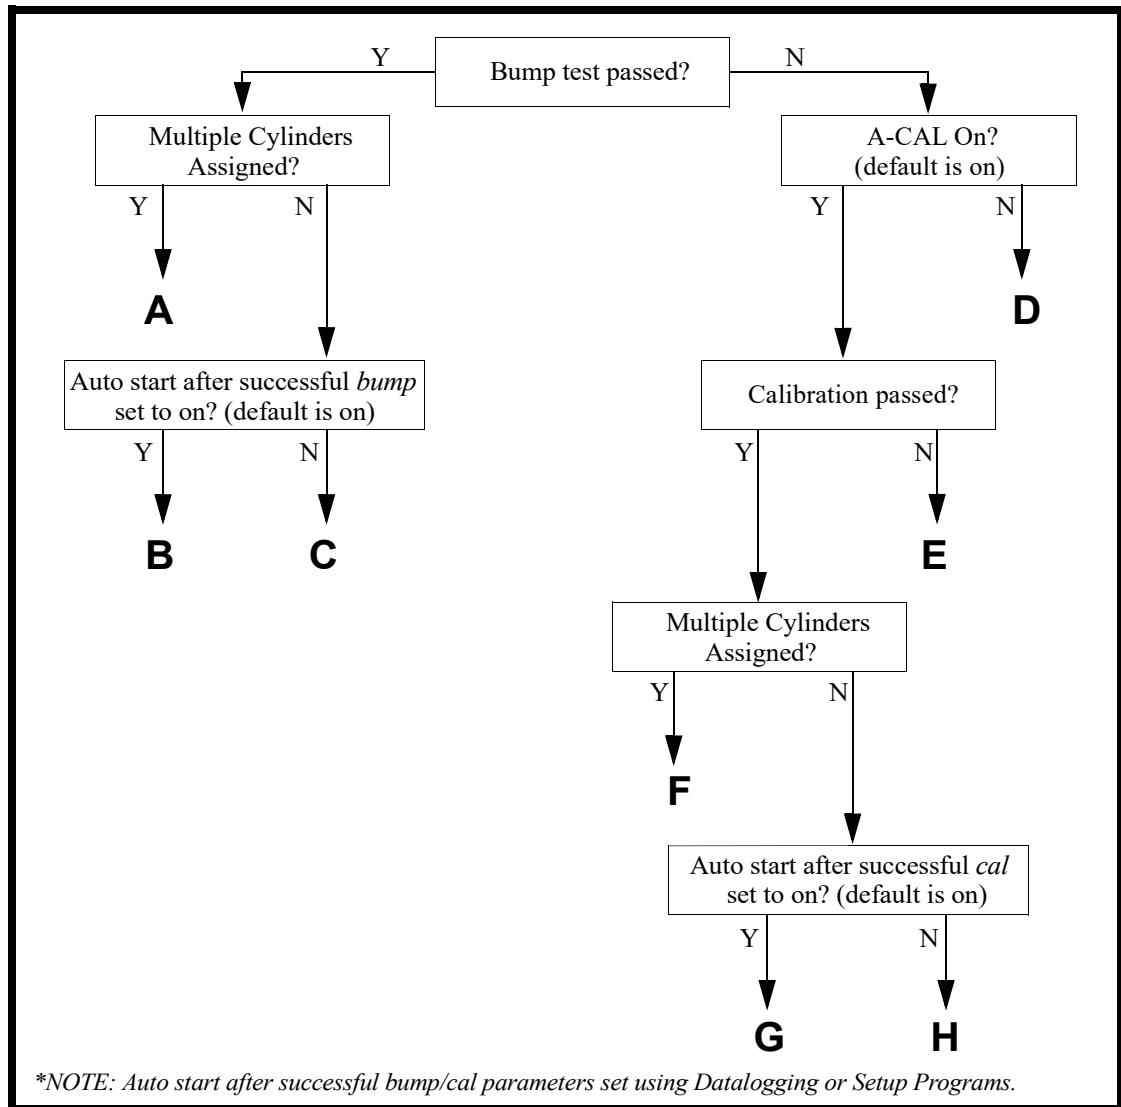 Bump test passed?
Y
N
Multiple Cylinders
Assigned?
A-CAL On?
(default is on)
Y
N
Y
N
A
D
Auto start after successful bump
set to on? (default is on)
Calibration passed?
Y
N
Y
N
B
C
E
Multiple Cylinders
Assigned?
Y
N
F
Auto start after successful cal
set to on? (default is on)
Y
N
G
H
*NOTE: Auto start after successful bump/cal parameters set using Datalogging or Setup Programs.